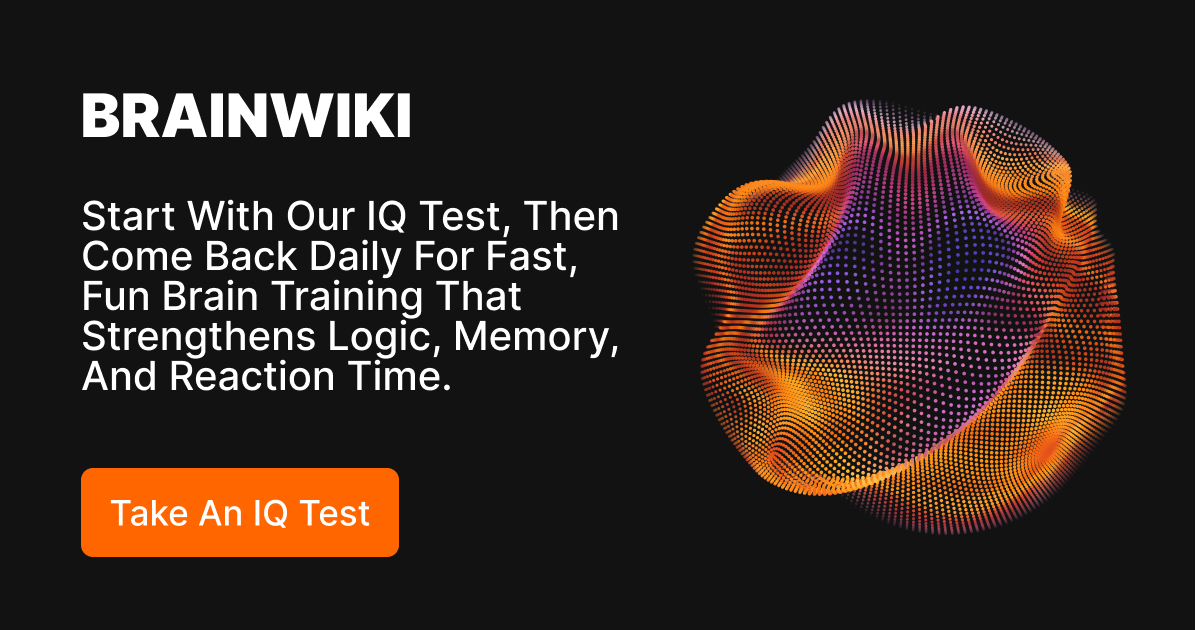 BRAINWIKI
Start With Our IQ Test, Then
Come Back Daily For Fast,
Fun Brain Training That
Strengthens Logic, Memory,
And Reaction Time.
Take An IQ Test